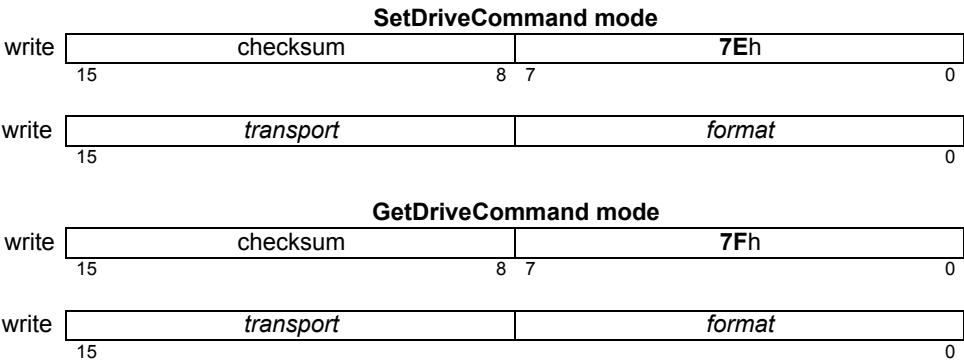 SetDriveCommand mode
write checksum 7Eh
15 8 7 0
write transport format
15 0
GetDriveCommand mode
write checksum 7Fh
15 8 7 0
write transport format
15 0